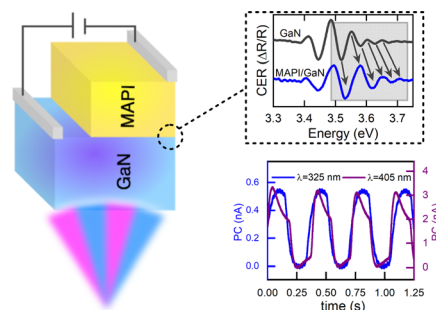 MAPI
GaN
CER (ΔR/R)
GaN
MAPI/GaN
3.3 3.4 3.5 3.6 3.7
Energy (eV)
PC (nA)
0.6
0.4
0.2
0.0
λ=325 nm λ=405 nm
4
3
2
1
0
PC (nA)
0.00 0.25 0.50 0.75 1.00 1.25
time (s)